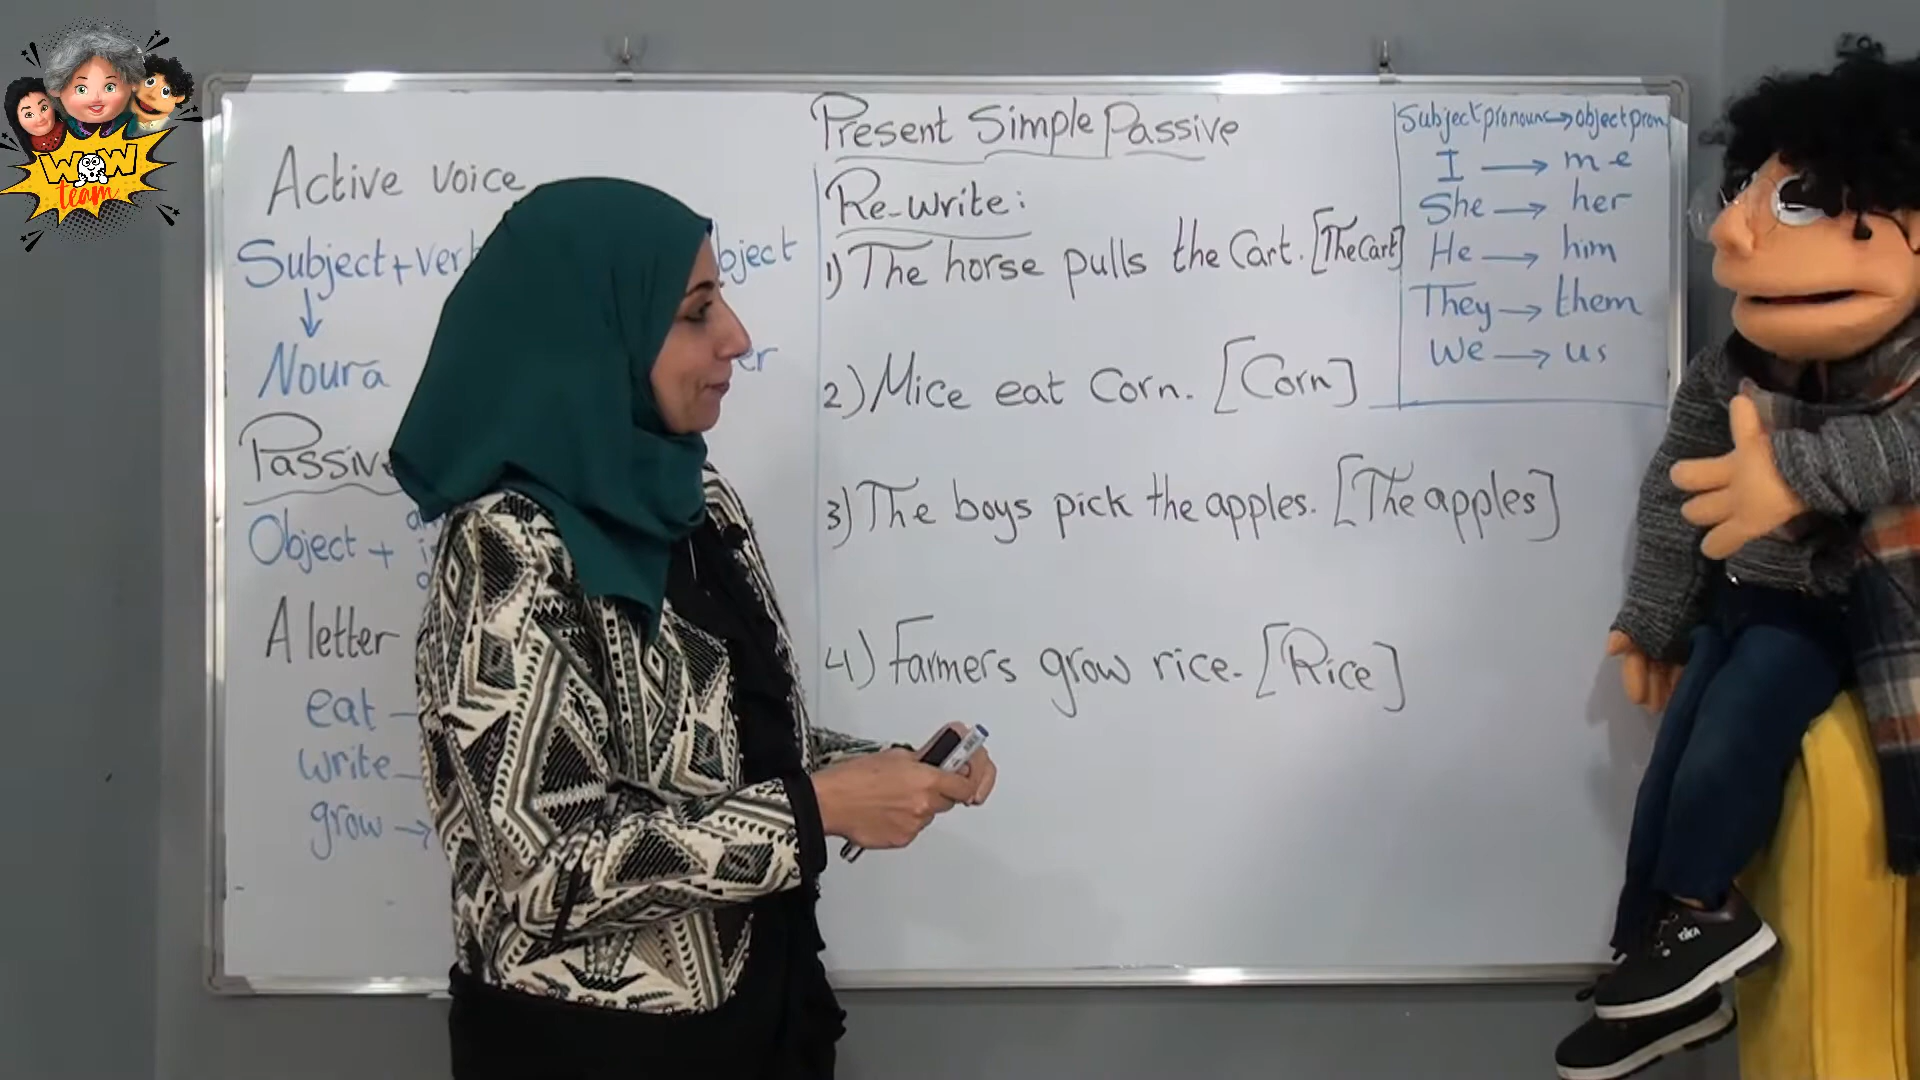 WOW
team
Active voice
Subject+verb
bject
Noura
er
Passive
Object +
A letter
eat
write
grow →
Present Simple Passive
Re-write:
1) The horse pulls the Cart. [The Cart]
2) Mice eat Corn. [Corn]
3) The boys pick the apples. [The apples]
4) Farmers grow rice. [Rice]
Subject pronouns → object pron
I → me
She → her
He → him
They → them
We → us